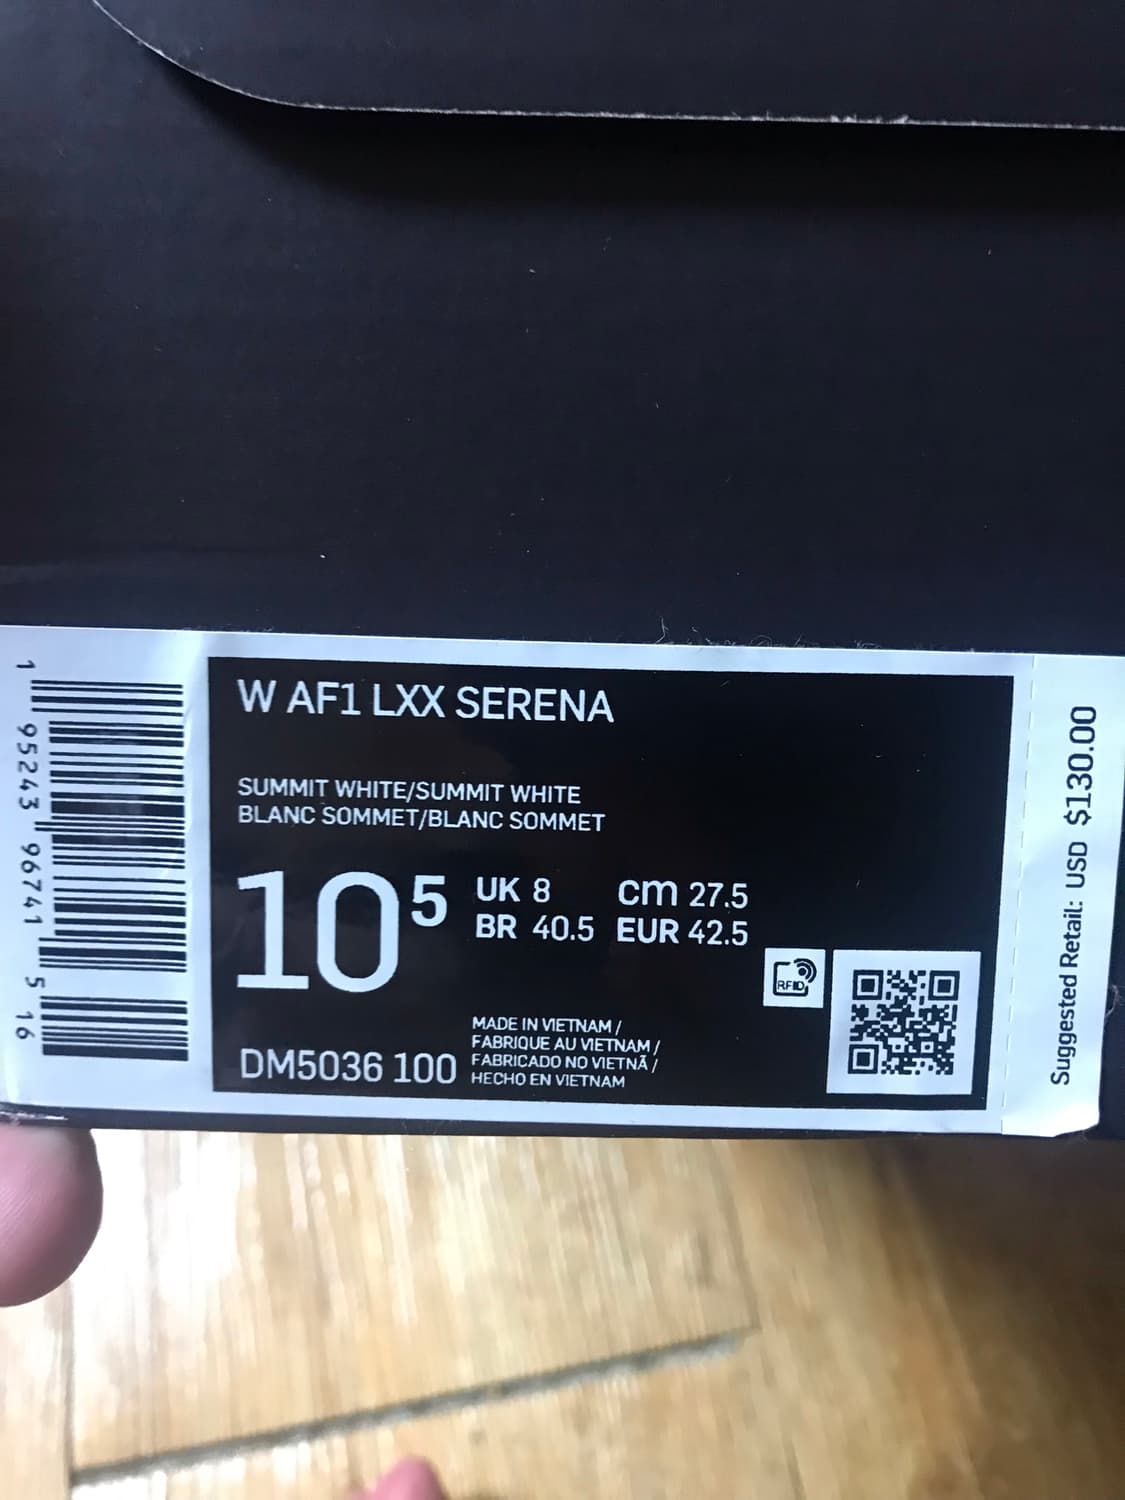 W AF1 LXX SERENA
SUMMIT WHITE/SUMMIT WHITE
BLANC SOMMET/BLANC SOMMET
10 5
UK 8 cm 27.5
BR 40.5 EUR 42.5
RFID
DM5036 100
MADE IN VIETNAM /
FABRIQUE AU VIETNAM /
FABRICADO NO VIETNÃ /
HECHO EN VIETNAM
1 95243 96741 5 16
Suggested Retail: USD $130.00